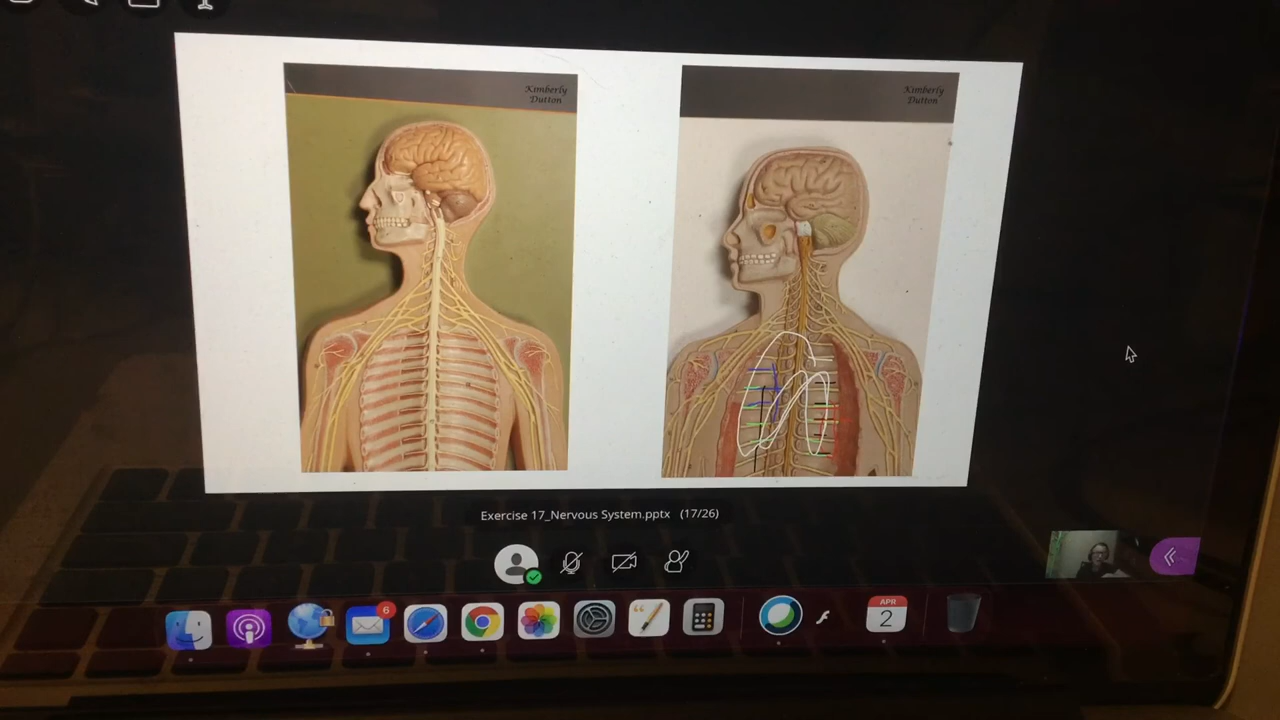 Kimberly
Dutton
Kimberly
Dutton
Exercise 17_Nervous System.pptx (17/26)
6
APR
2